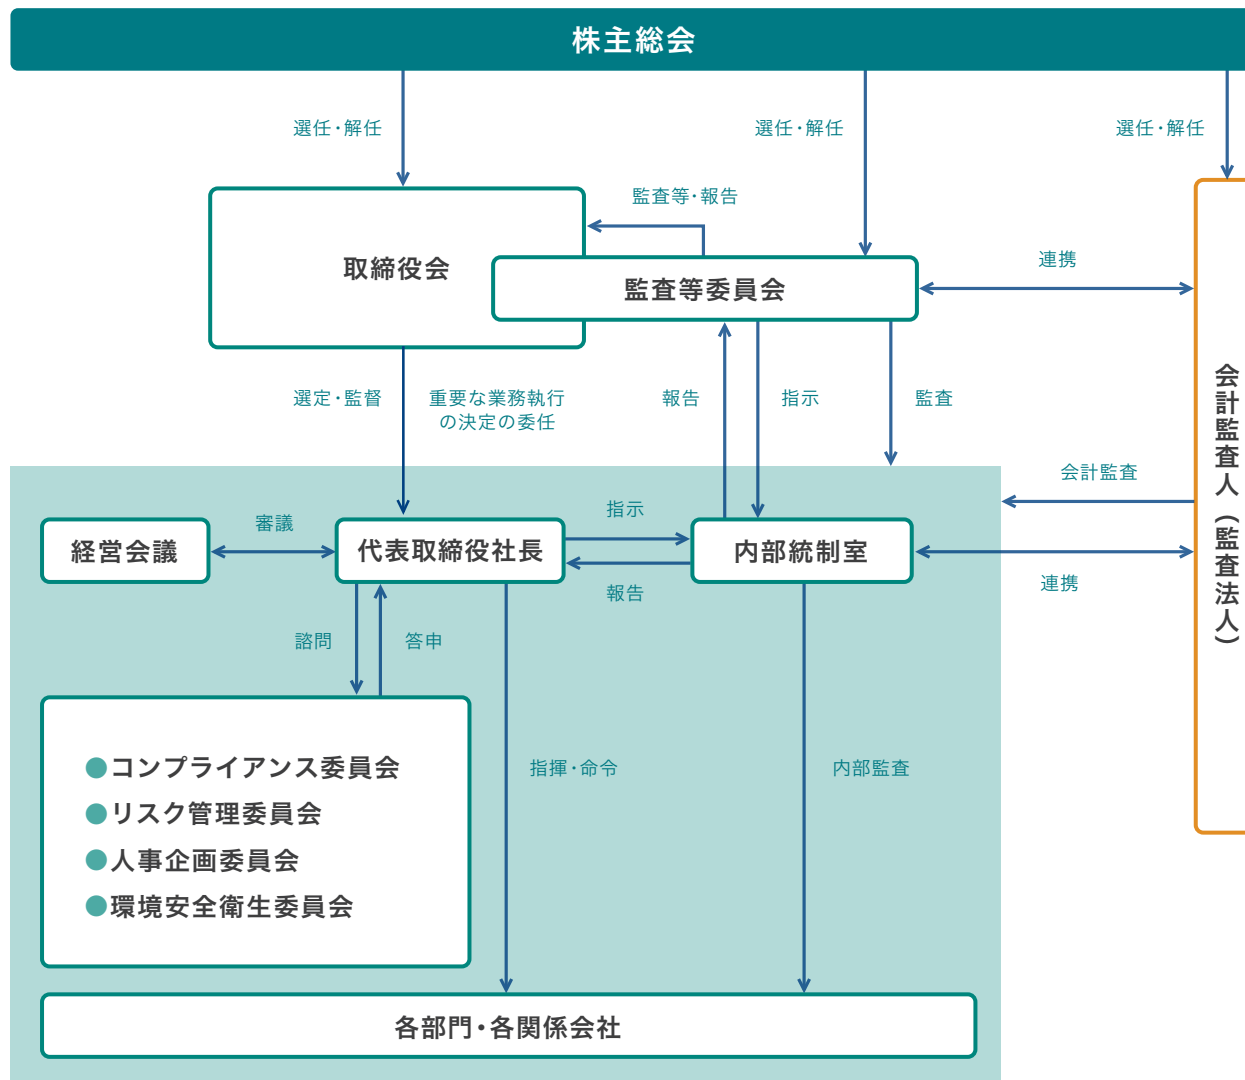 株主総会
選任・解任
選任・解任
選任・解任
監査等・報告
取締役会
監査等委員会
連携
選定・監督
重要な業務執行
の決定の委任
報告
指示
監査
会計監査人（監査法人）
会計監査
経営会議
審議
代表取締役社長
指示
報告
内部統制室
連携
諮問
答申
●コンプライアンス委員会
●リスク管理委員会
●人事企画委員会
●環境安全衛生委員会
指揮・命令
内部監査
各部門・各関係会社